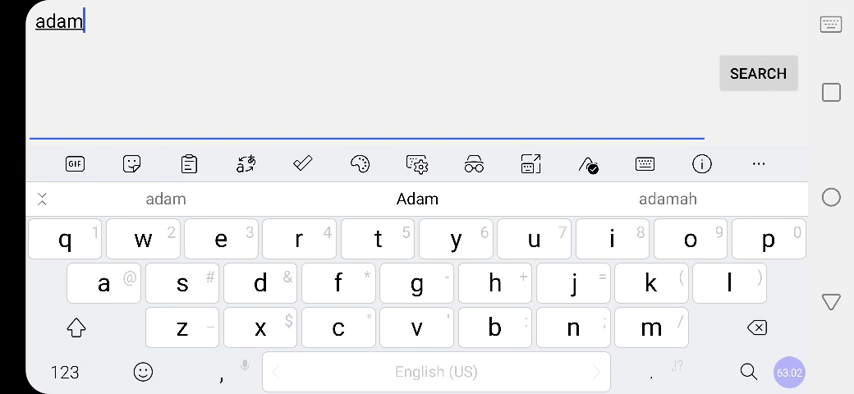 adam
SEARCH
GIF
adam Adam adamah
q 1 w 2 e 3 r 4 t 5 y 6 u 7 i 8 o 9 p 0
a @ s # d & f * g - h + j = k ( l )
z _ x $ c " v ' b : n ; m /
123 , English (US) . ,!? 63:02